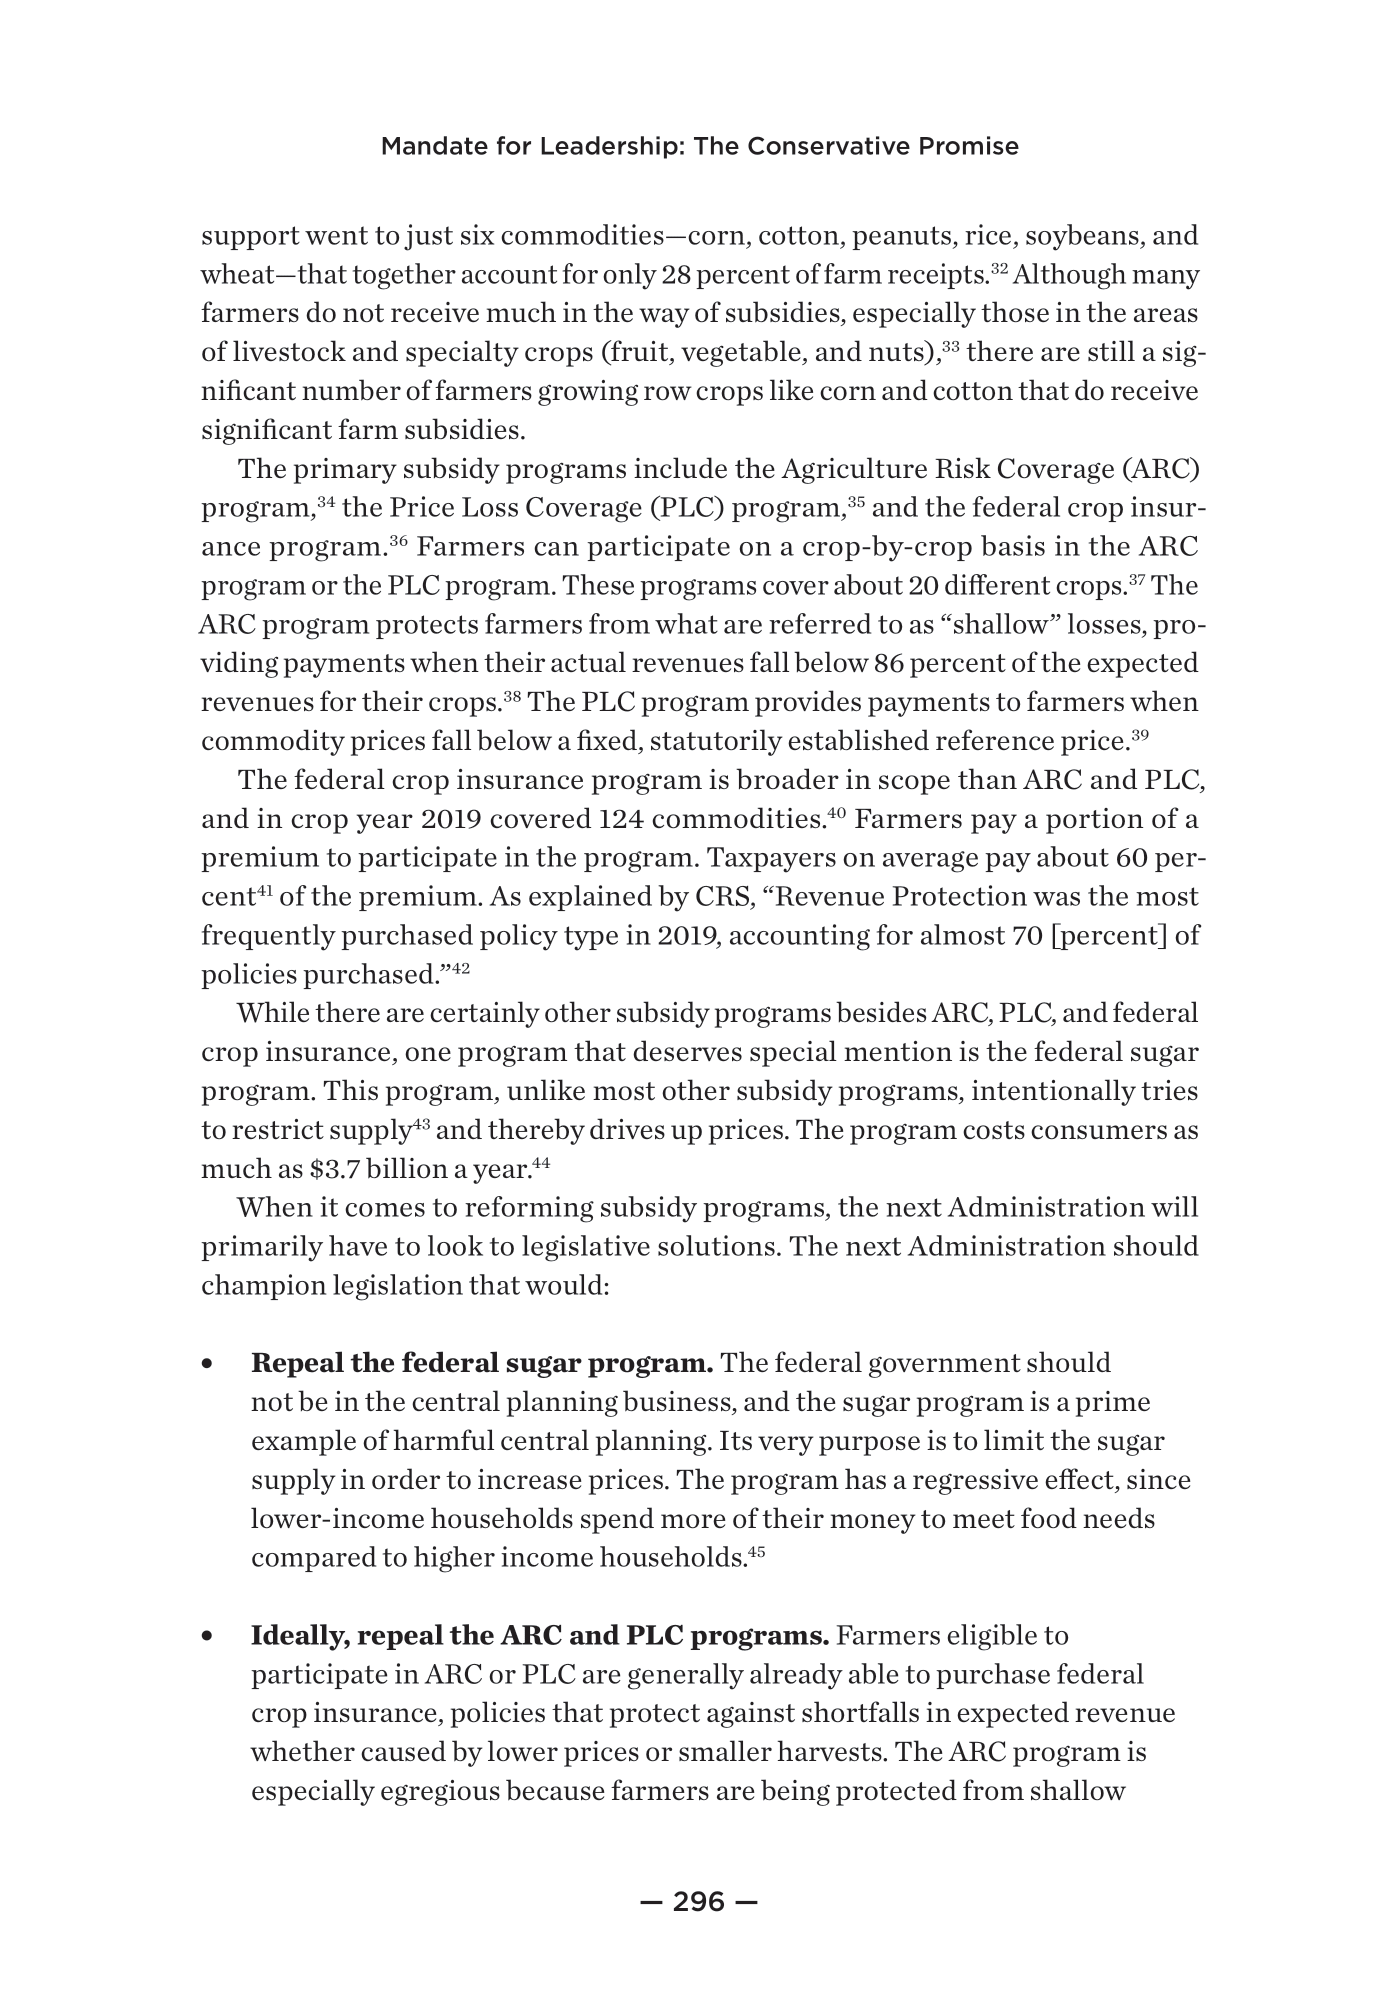 Mandate for Leadership: The Conservative Promise
support went to just six commodities—corn, cotton, peanuts, rice, soybeans, and
wheat—that together account for only 28 percent of farm receipts.32 Although many
farmers do not receive much in the way of subsidies, especially those in the areas
of livestock and specialty crops (fruit, vegetable, and nuts),33 there are still a sig-
nificant number of farmers growing row crops like corn and cotton that do receive
significant farm subsidies.
The primary subsidy programs include the Agriculture Risk Coverage (ARC)
program,34 the Price Loss Coverage (PLC) program,35 and the federal crop insur-
ance program.36 Farmers can participate on a crop-by-crop basis in the ARC
program or the PLC program. These programs cover about 20 different crops.37 The
ARC program protects farmers from what are referred to as “shallow” losses, pro-
viding payments when their actual revenues fall below 86 percent of the expected
revenues for their crops.38 The PLC program provides payments to farmers when
commodity prices fall below a fixed, statutorily established reference price.39
The federal crop insurance program is broader in scope than ARC and PLC,
and in crop year 2019 covered 124 commodities.40 Farmers pay a portion of a
premium to participate in the program. Taxpayers on average pay about 60 per-
cent41 of the premium. As explained by CRS, “Revenue Protection was the most
frequently purchased policy type in 2019, accounting for almost 70 [percent] of
policies purchased.”42
While there are certainly other subsidy programs besides ARC, PLC, and federal
crop insurance, one program that deserves special mention is the federal sugar
program. This program, unlike most other subsidy programs, intentionally tries
to restrict supply43 and thereby drives up prices. The program costs consumers as
much as $3.7 billion a year.44
When it comes to reforming subsidy programs, the next Administration will
primarily have to look to legislative solutions. The next Administration should
champion legislation that would:
• Repeal the federal sugar program. The federal government should
not be in the central planning business, and the sugar program is a prime
example of harmful central planning. Its very purpose is to limit the sugar
supply in order to increase prices. The program has a regressive effect, since
lower-income households spend more of their money to meet food needs
compared to higher income households.45
• Ideally, repeal the ARC and PLC programs. Farmers eligible to
participate in ARC or PLC are generally already able to purchase federal
crop insurance, policies that protect against shortfalls in expected revenue
whether caused by lower prices or smaller harvests. The ARC program is
especially egregious because farmers are being protected from shallow
— 296 —